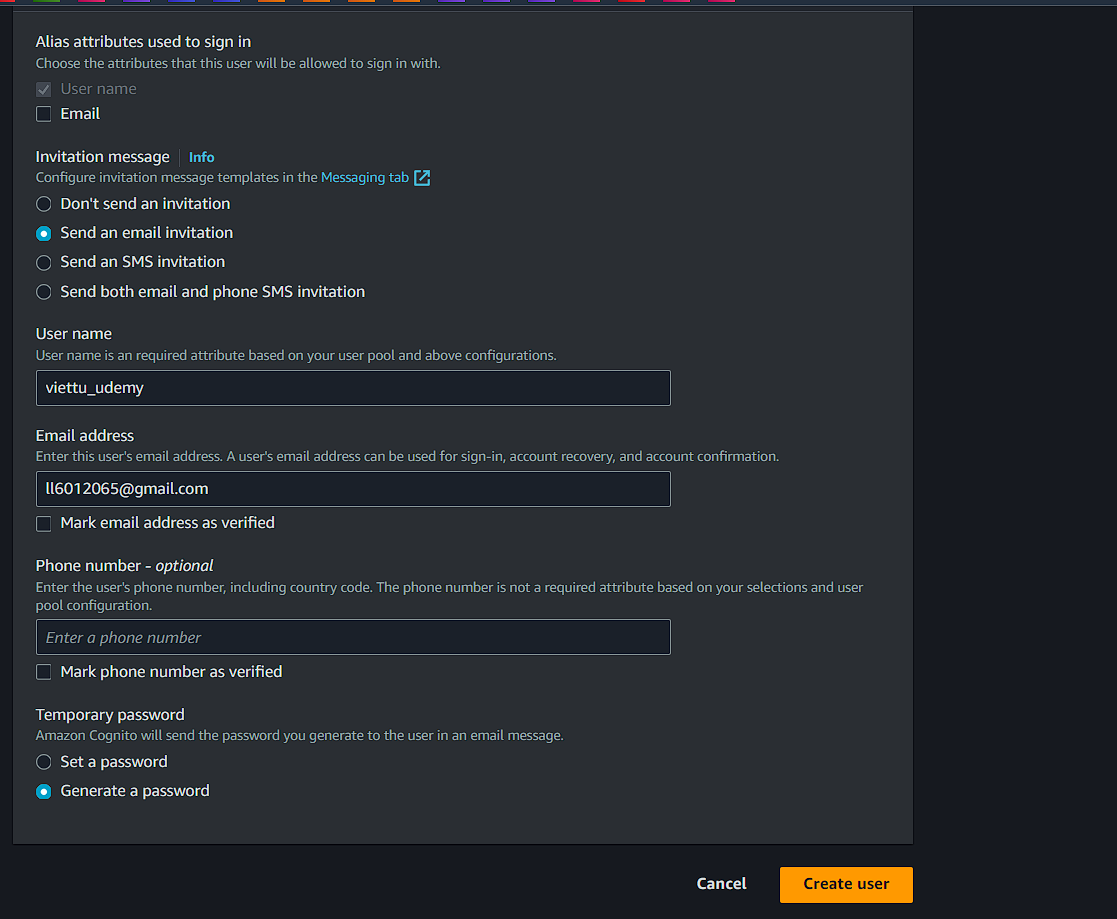 Alias attributes used to sign in
Choose the attributes that this user will be allowed to sign in with.
User name
Email
Invitation message Info
Configure invitation message templates in the Messaging tab
Don't send an invitation
Send an email invitation
Send an SMS invitation
Send both email and phone SMS invitation
User name
User name is an required attribute based on your user pool and above configurations.
viettu_udemy
Email address
Enter this user's email address. A user's email address can be used for sign-in, account recovery, and account confirmation.
ll6012065@gmail.com
Mark email address as verified
Phone number - optional
Enter the user's phone number, including country code. The phone number is not a required attribute based on your selections and user
pool configuration.
Enter a phone number
Mark phone number as verified
Temporary password
Amazon Cognito will send the password you generate to the user in an email message.
Set a password
Generate a password
Cancel
Create user